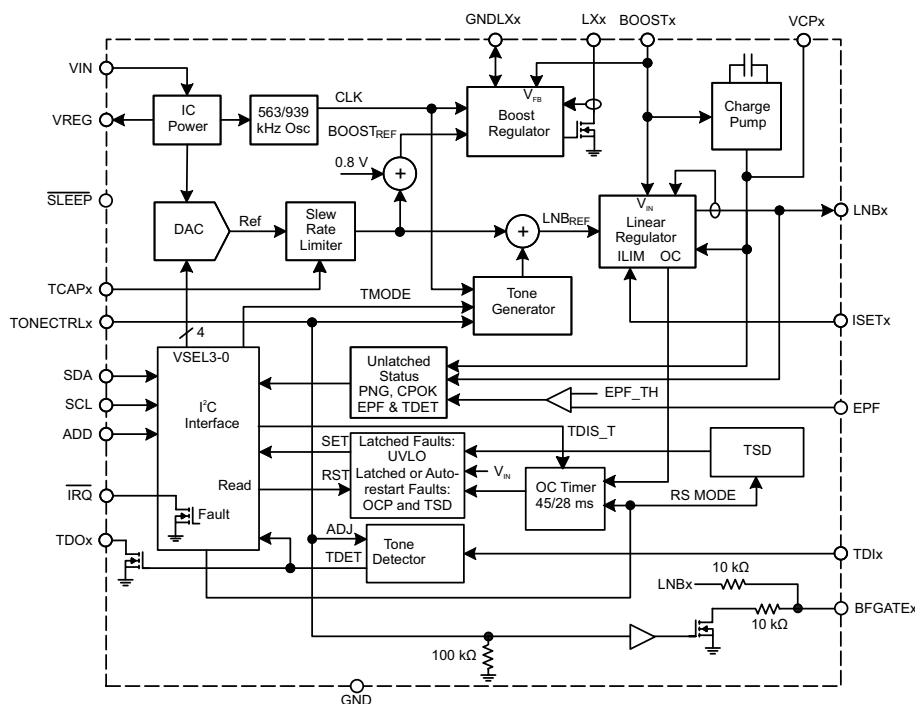 GNDLXx
LXx
BOOSTx
VCPx
VIN
VREG
SLEEP
TCAPx
TONECTRLx
SDA
SCL
ADD
IRQ
TDOx
IC
Power
563/939
kHz Osc
CLK
BOOSTREF
0.8 V
+
VFB
Boost
Regulator
Charge
Pump
DAC
Ref
Slew
Rate
Limiter
+
LNBREF
VIN
Linear
Regulator
ILIM OC
LNBx
TMODE
Tone
Generator
ISETx
4
VSEL3-0
I2C
Interface
Read
Fault
Unlatched
Status
PNG, CPOK
EPF & TDET
EPF_TH
EPF
TDIS_T
SET
RST
Latched Faults:
UVLO
Latched or Auto-
restart Faults:
OCP and TSD
VIN
OC Timer
45/28 ms
TSD
RS MODE
ADJ
TDET
Tone
Detector
TDIx
LNBx
10 kΩ
10 kΩ
BFGATEx
100 kΩ
GND